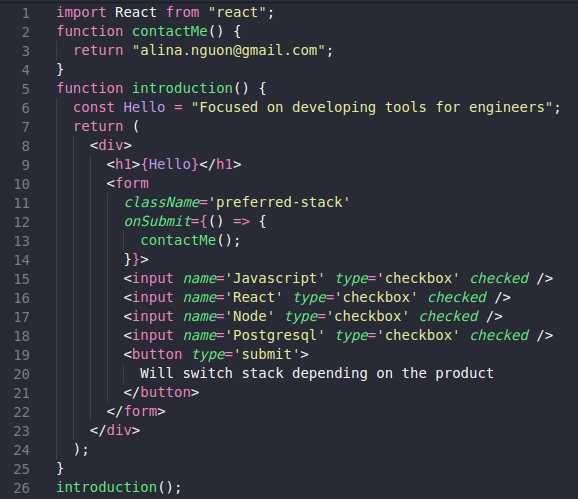 1 import React from "react";
2 function contactMe() {
3   return "alina.nguon@gmail.com";
4 }
5 function introduction() {
6   const Hello = "Focused on developing tools for engineers";
7   return (
8     <div>
9       <h1>{Hello}</h1>
10       <form
11         className='preferred-stack'
12         onSubmit={() => {
13           contactMe();
14         }}>
15         <input name='Javascript' type='checkbox' checked />
16         <input name='React' type='checkbox' checked />
17         <input name='Node' type='checkbox' checked />
18         <input name='Postgresql' type='checkbox' checked />
19         <button type='submit'>
20           Will switch stack depending on the product
21         </button>
22       </form>
23     </div>
24   );
25 }
26 introduction();